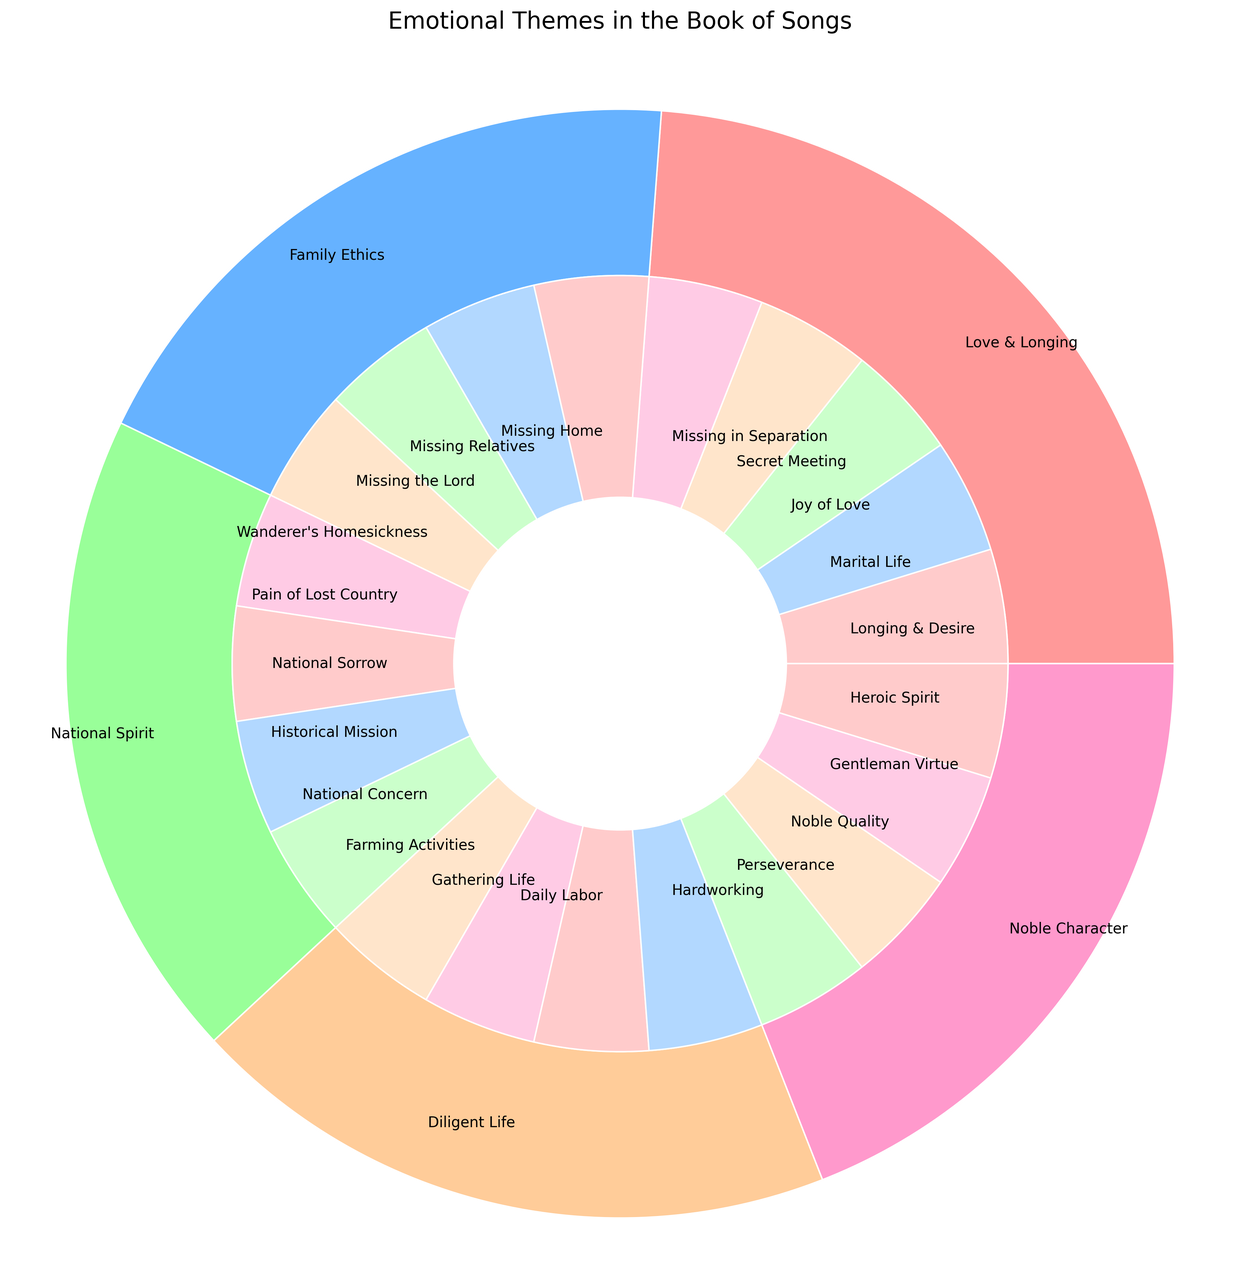 Emotional Themes in the Book of Songs
Family Ethics
Love & Longing
National Spirit
Diligent Life
Noble Character
Missing Home
Missing Relatives
Missing the Lord
Wanderer's Homesickness
Missing in Separation
Secret Meeting
Joy of Love
Marital Life
Longing & Desire
Pain of Lost Country
National Sorrow
Historical Mission
National Concern
Farming Activities
Gathering Life
Daily Labor
Hardworking
Perseverance
Noble Quality
Gentleman Virtue
Heroic Spirit